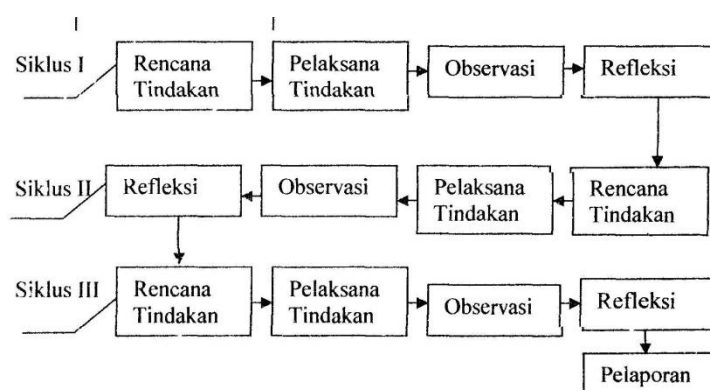 Siklus I
Rencana
Tindakan
Pelaksana
Tindakan
Observasi
Refleksi
Siklus II
Refleksi
Observasi
Pelaksana
Tindakan
Rencana
Tindakan
Siklus III
Rencana
Tindakan
Pelaksana
Tindakan
Observasi
Refleksi
Pelaporan